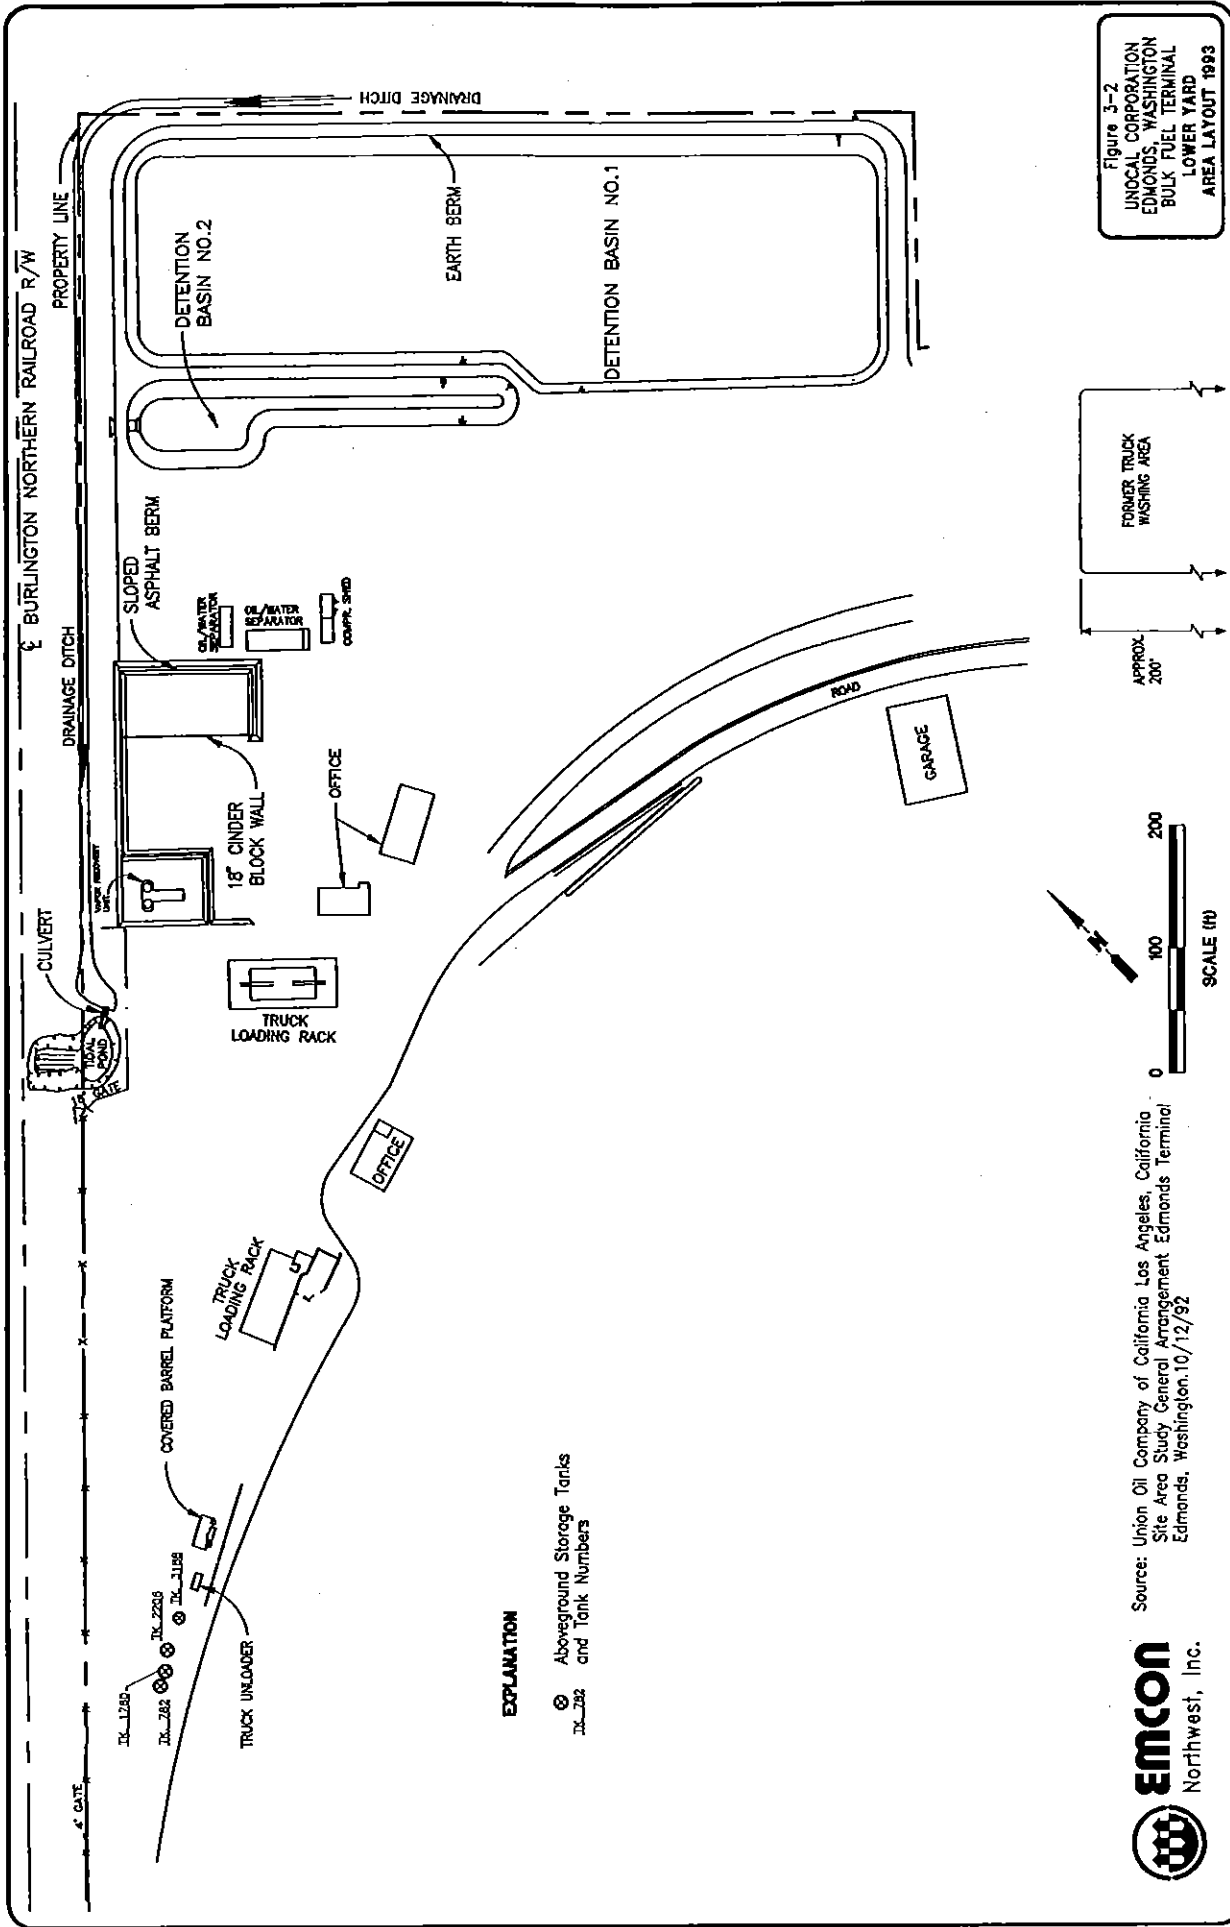 ℄ BURLINGTON NORTHERN RAILROAD R/W
PROPERTY LINE
DRAINAGE DITCH
DRAINAGE DITCH
CULVERT
TIDAL
POND
GATE
4' GATE
VAPOR RECOVERY
UNIT
SLOPED
ASPHALT BERM
DETENTION
BASIN NO.2
EARTH BERM
DETENTION BASIN NO.1
OIL/WATER
SEPARATOR
OIL/WATER
SEPARATOR
COMPR. SHED
18" CINDER
BLOCK WALL
OFFICE
TRUCK
LOADING RACK
OFFICE
TRUCK
LOADING RACK
COVERED BARREL PLATFORM
TK 1780
TK 2206
TK 3188
TK 782
TRUCK UNLOADER
ROAD
GARAGE
FORMER TRUCK
WASHING AREA
APPROX.
200'
EXPLANATION
Aboveground Storage Tanks
TK 782 and Tank Numbers
N
0 100 200
SCALE (ft)
EMCON
Northwest, Inc.
Source: Union Oil Company of California Los Angeles, California
Site Area Study General Arrangement Edmonds Terminal
Edmonds, Washington.10/12/92
Figure 3-2
UNOCAL CORPORATION
EDMONDS, WASHINGTON
BULK FUEL TERMINAL
LOWER YARD
AREA LAYOUT 1993